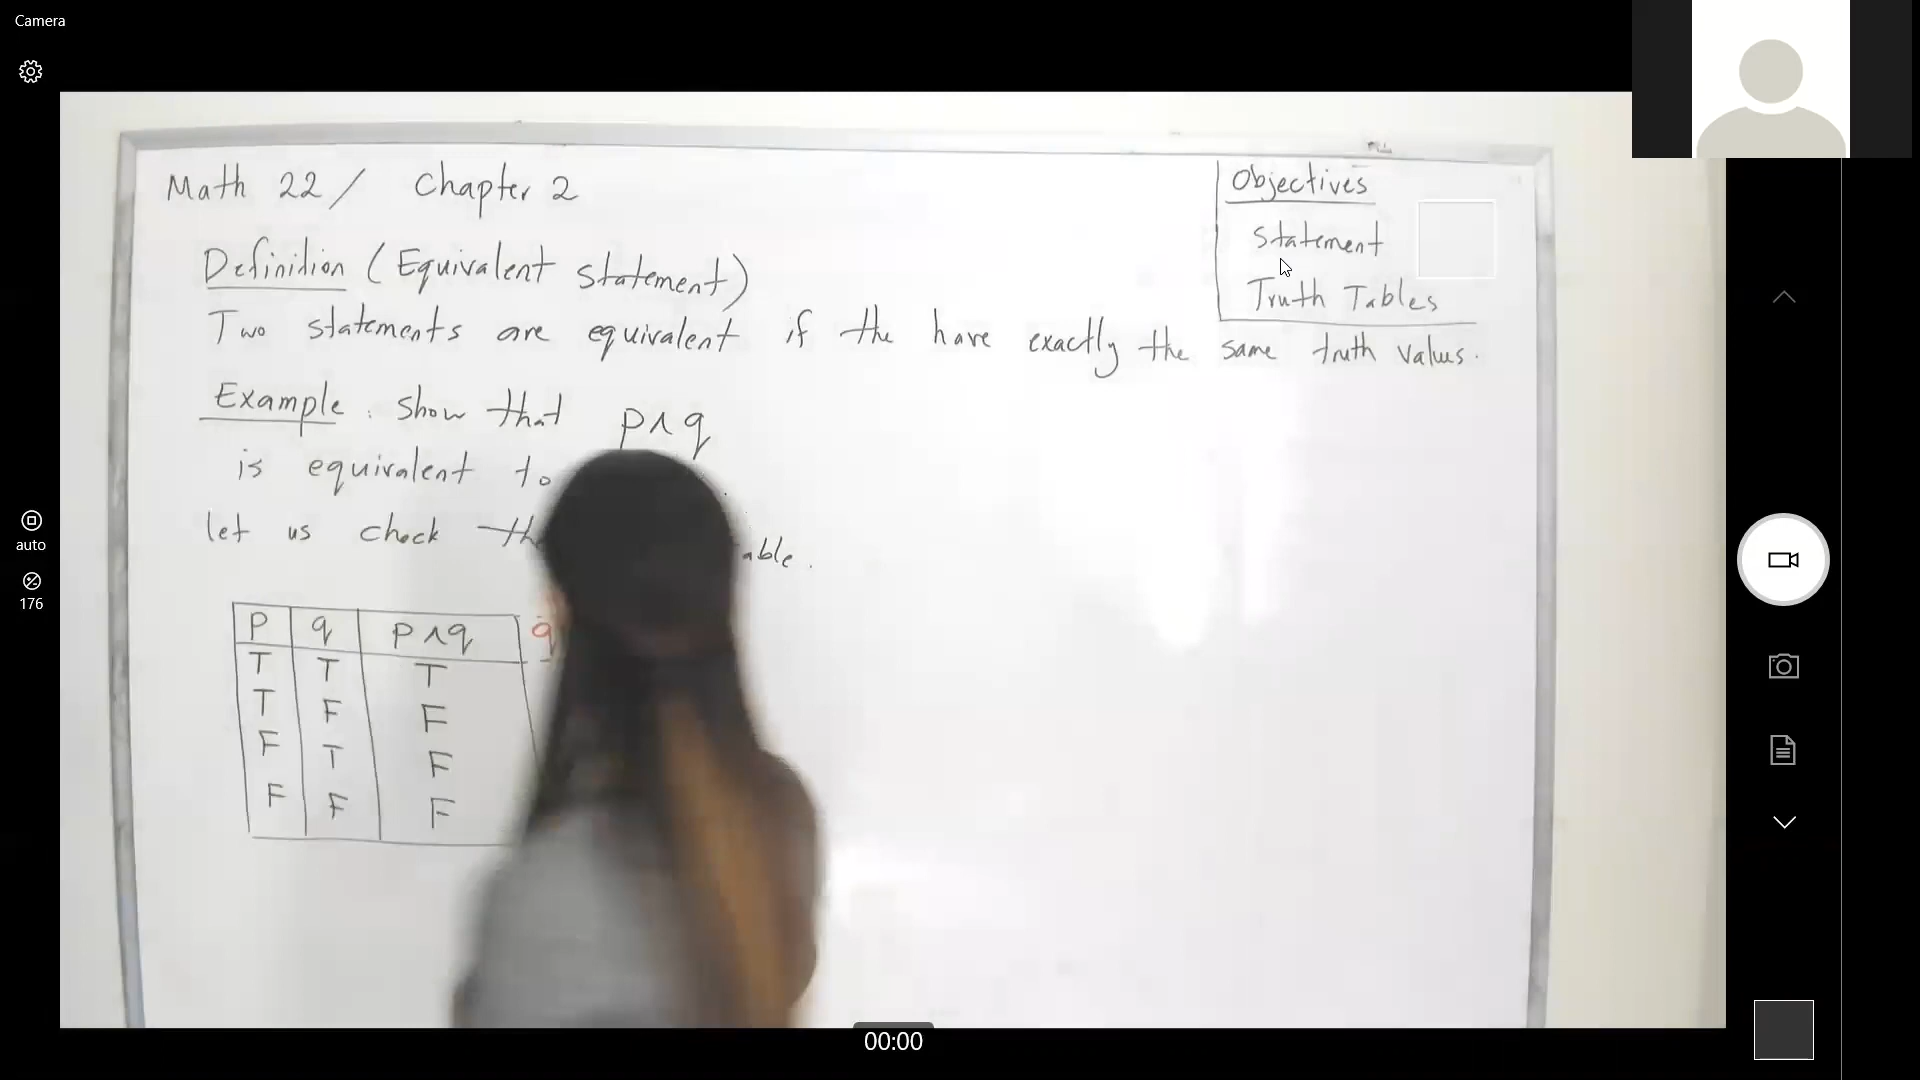 Camera
Math 22 / Chapter 2
Objectives
Statement
Truth Tables
Definition (Equivalent statement)
Two statements are equivalent if the have exactly the same truth values.
Example. show that p∧q
is equivalent to
let us check able.
p q p∧q q
T T T
T F F
F T F
F F F
auto
176
00:00